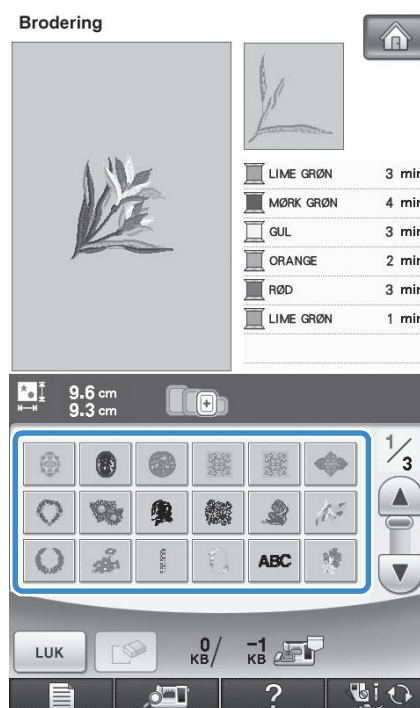 Brodering
LIME GRØN 3 min
MØRK GRØN 4 min
GUL 3 min
ORANGE 2 min
RØD 3 min
LIME GRØN 1 min
9.6 cm
9.3 cm
1/3
ABC
LUK
0 KB/ -1 KB
?
i